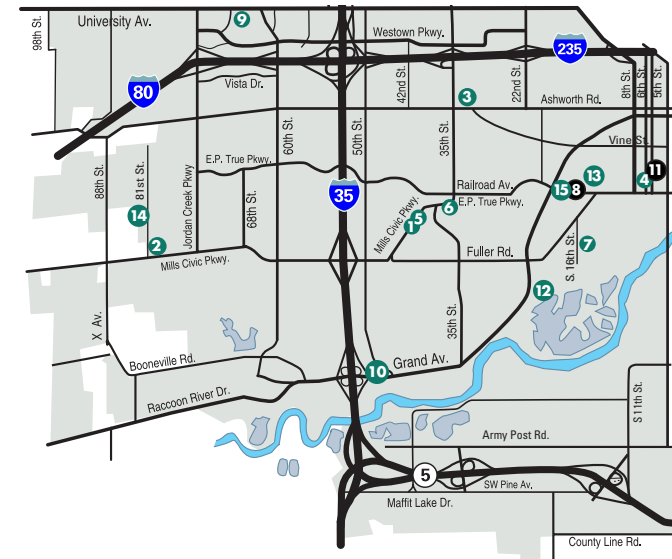 98th St.
University Av.
9
Westown Pkwy.
235
80
Vista Dr.
42nd St.
3
22nd St.
Ashworth Rd.
8th St.
6th St.
5th St.
60th St.
50th St.
35th St.
Vine St.
E.P. True Pkwy.
88th St.
81st St.
Jordan Creek Pkwy
68th St.
35
Railroad Av.
15
8
13
4
11
E.P. True Pkwy.
6
14
Mills Civic Pkwy.
5
1
2
Mills Civic Pkwy.
Fuller Rd.
S. 16th St.
7
12
X Av.
35th St.
Booneville Rd.
Grand Av.
10
Raccoon River Dr.
S 11th St.
Army Post Rd.
5
SW Pine Av.
Maffit Lake Dr.
County Line Rd.